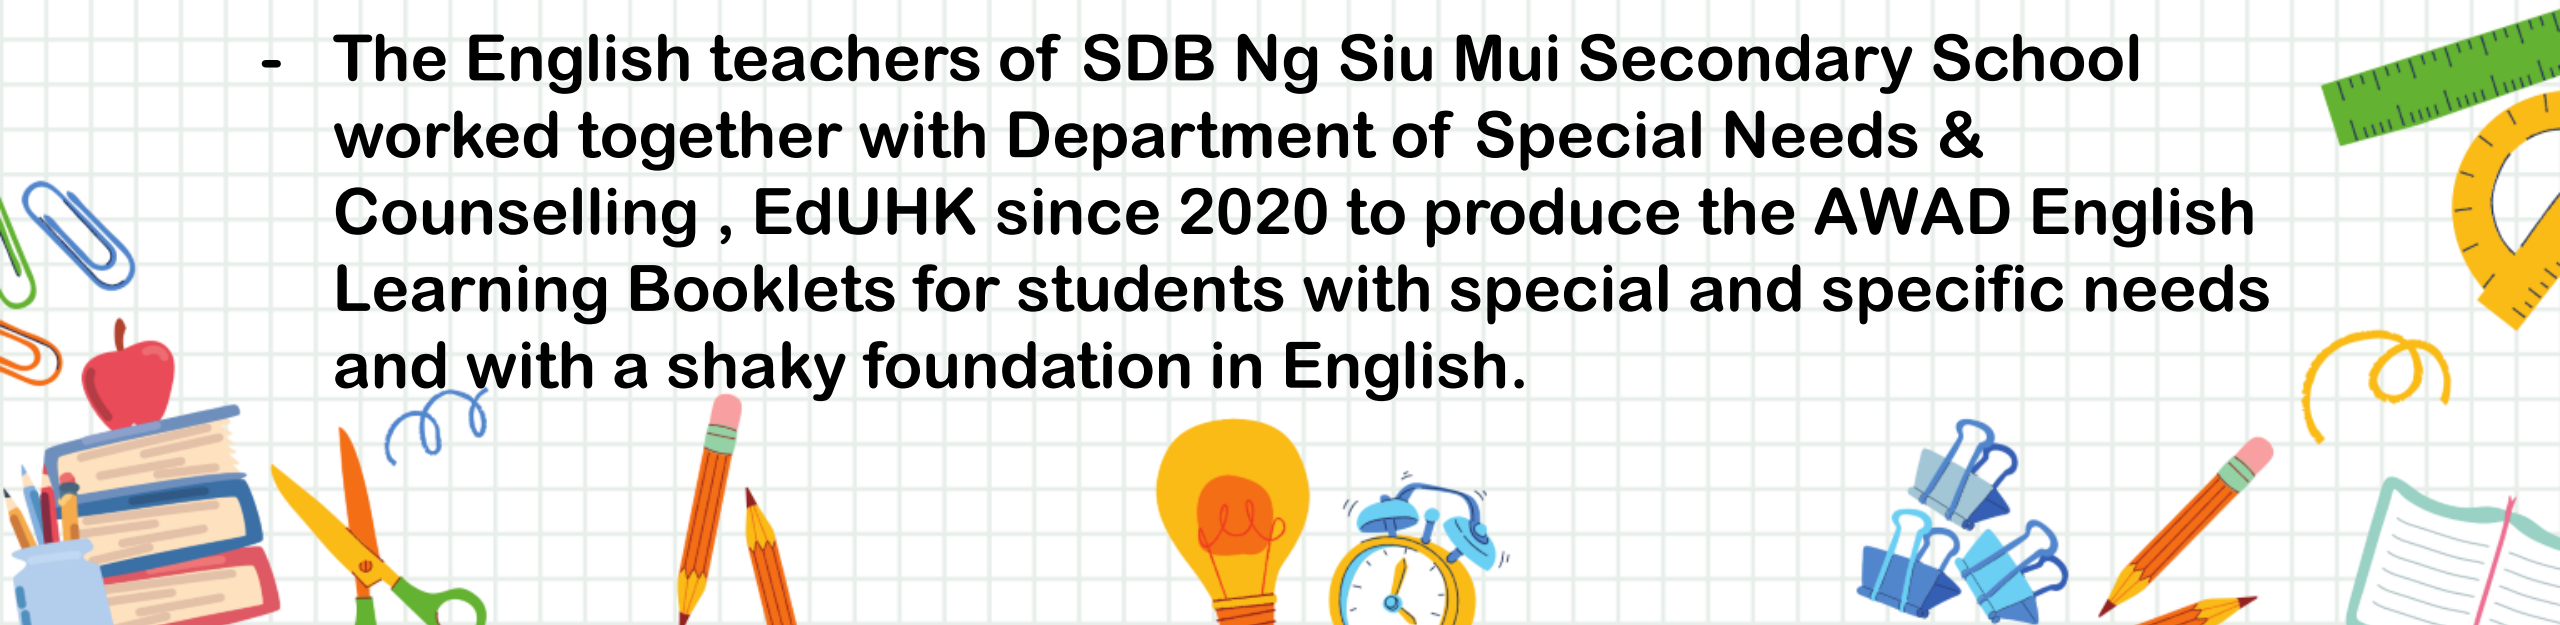 - The English teachers of SDB Ng Siu Mui Secondary School
worked together with Department of Special Needs &
Counselling , EdUHK since 2020 to produce the AWAD English
Learning Booklets for students with special and specific needs
and with a shaky foundation in English.